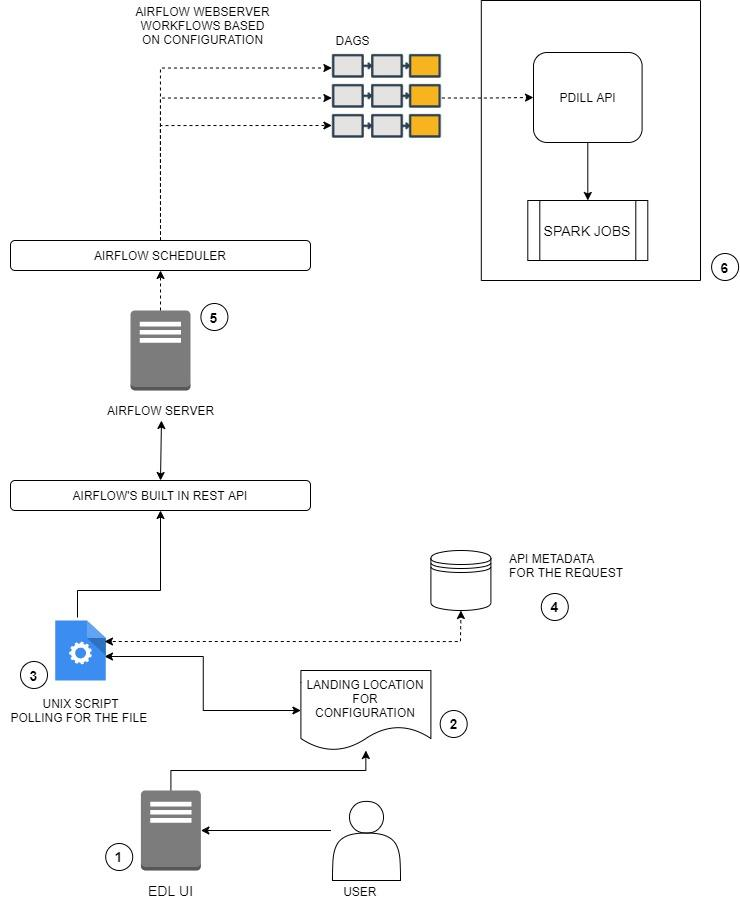 AIRFLOW WEBSERVER
WORKFLOWS BASED
ON CONFIGURATION
DAGS
PDILL API
SPARK JOBS
6
AIRFLOW SCHEDULER
5
AIRFLOW SERVER
AIRFLOW'S BUILT IN REST API
API METADATA
FOR THE REQUEST
4
3
UNIX SCRIPT
POLLING FOR THE FILE
LANDING LOCATION
FOR
CONFIGURATION
2
1
EDL UI
USER